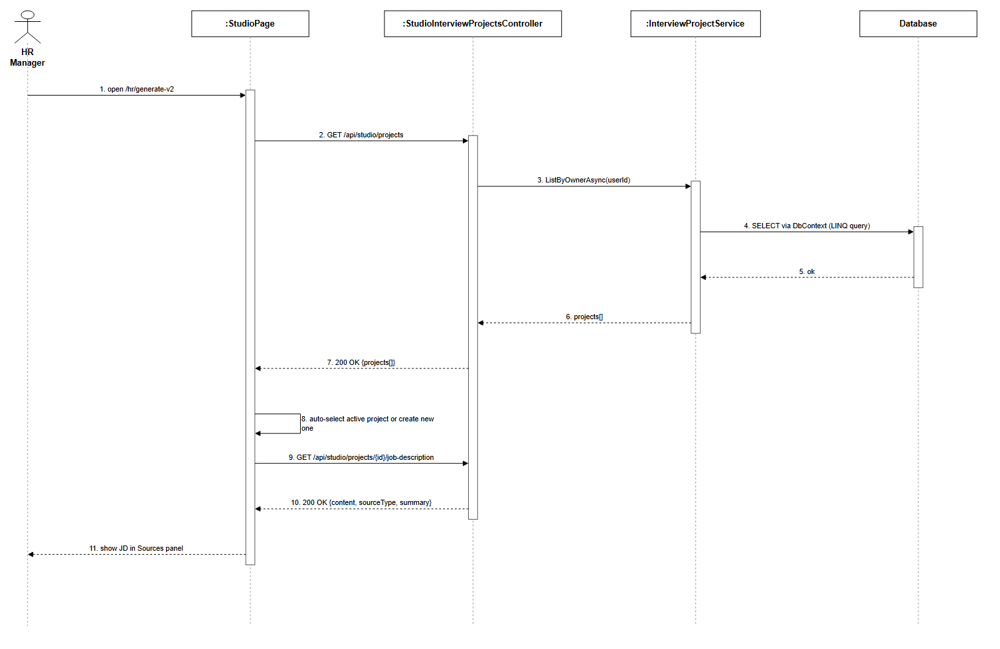 :StudioPage
:StudioInterviewProjectsController
:InterviewProjectService
Database
HR
Manager
1. open /hr/generate-v2
2. GET /api/studio/projects
3. ListByOwnerAsync(userId)
4. SELECT via DbContext (LINQ query)
5. ok
6. projects[]
7. 200 OK {projects[]}
8. auto-select active project or create new
one
9. GET /api/studio/projects/{id}/job-description
10. 200 OK {content, sourceType, summary}
11. show JD in Sources panel